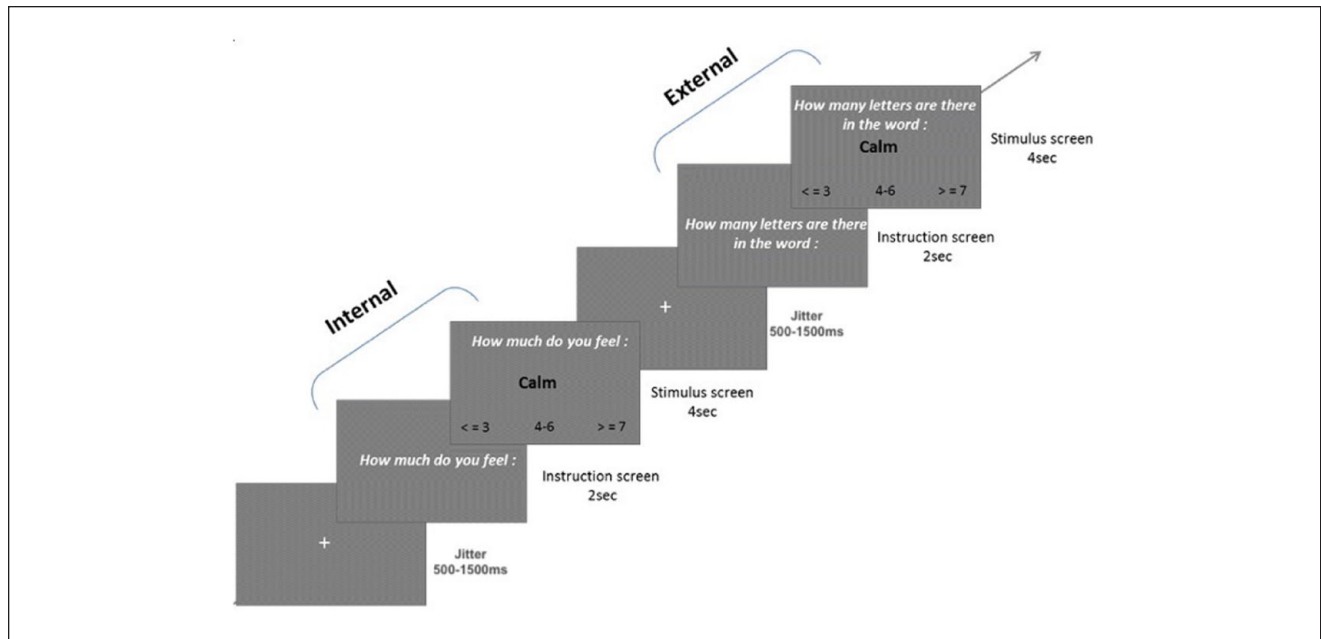 External
How many letters are there
in the word :
Calm
< = 3 4-6 > = 7
Stimulus screen
4sec
How many letters are there
in the word :
Instruction screen
2sec
+
Jitter
500-1500ms
Internal
How much do you feel :
Calm
< = 3 4-6 > = 7
Stimulus screen
4sec
How much do you feel :
Instruction screen
2sec
+
Jitter
500-1500ms